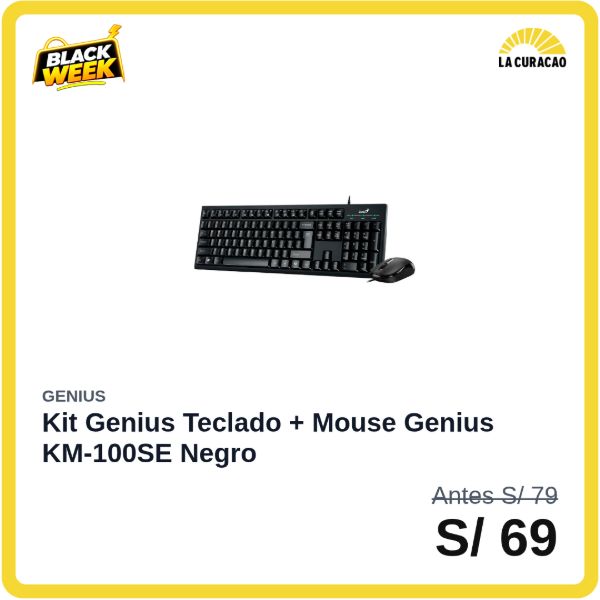 BLACK
WEEK
LA CURACAO
GENIUS
Kit Genius Teclado + Mouse Genius
KM-100SE Negro
Antes S/ 79
S/ 69